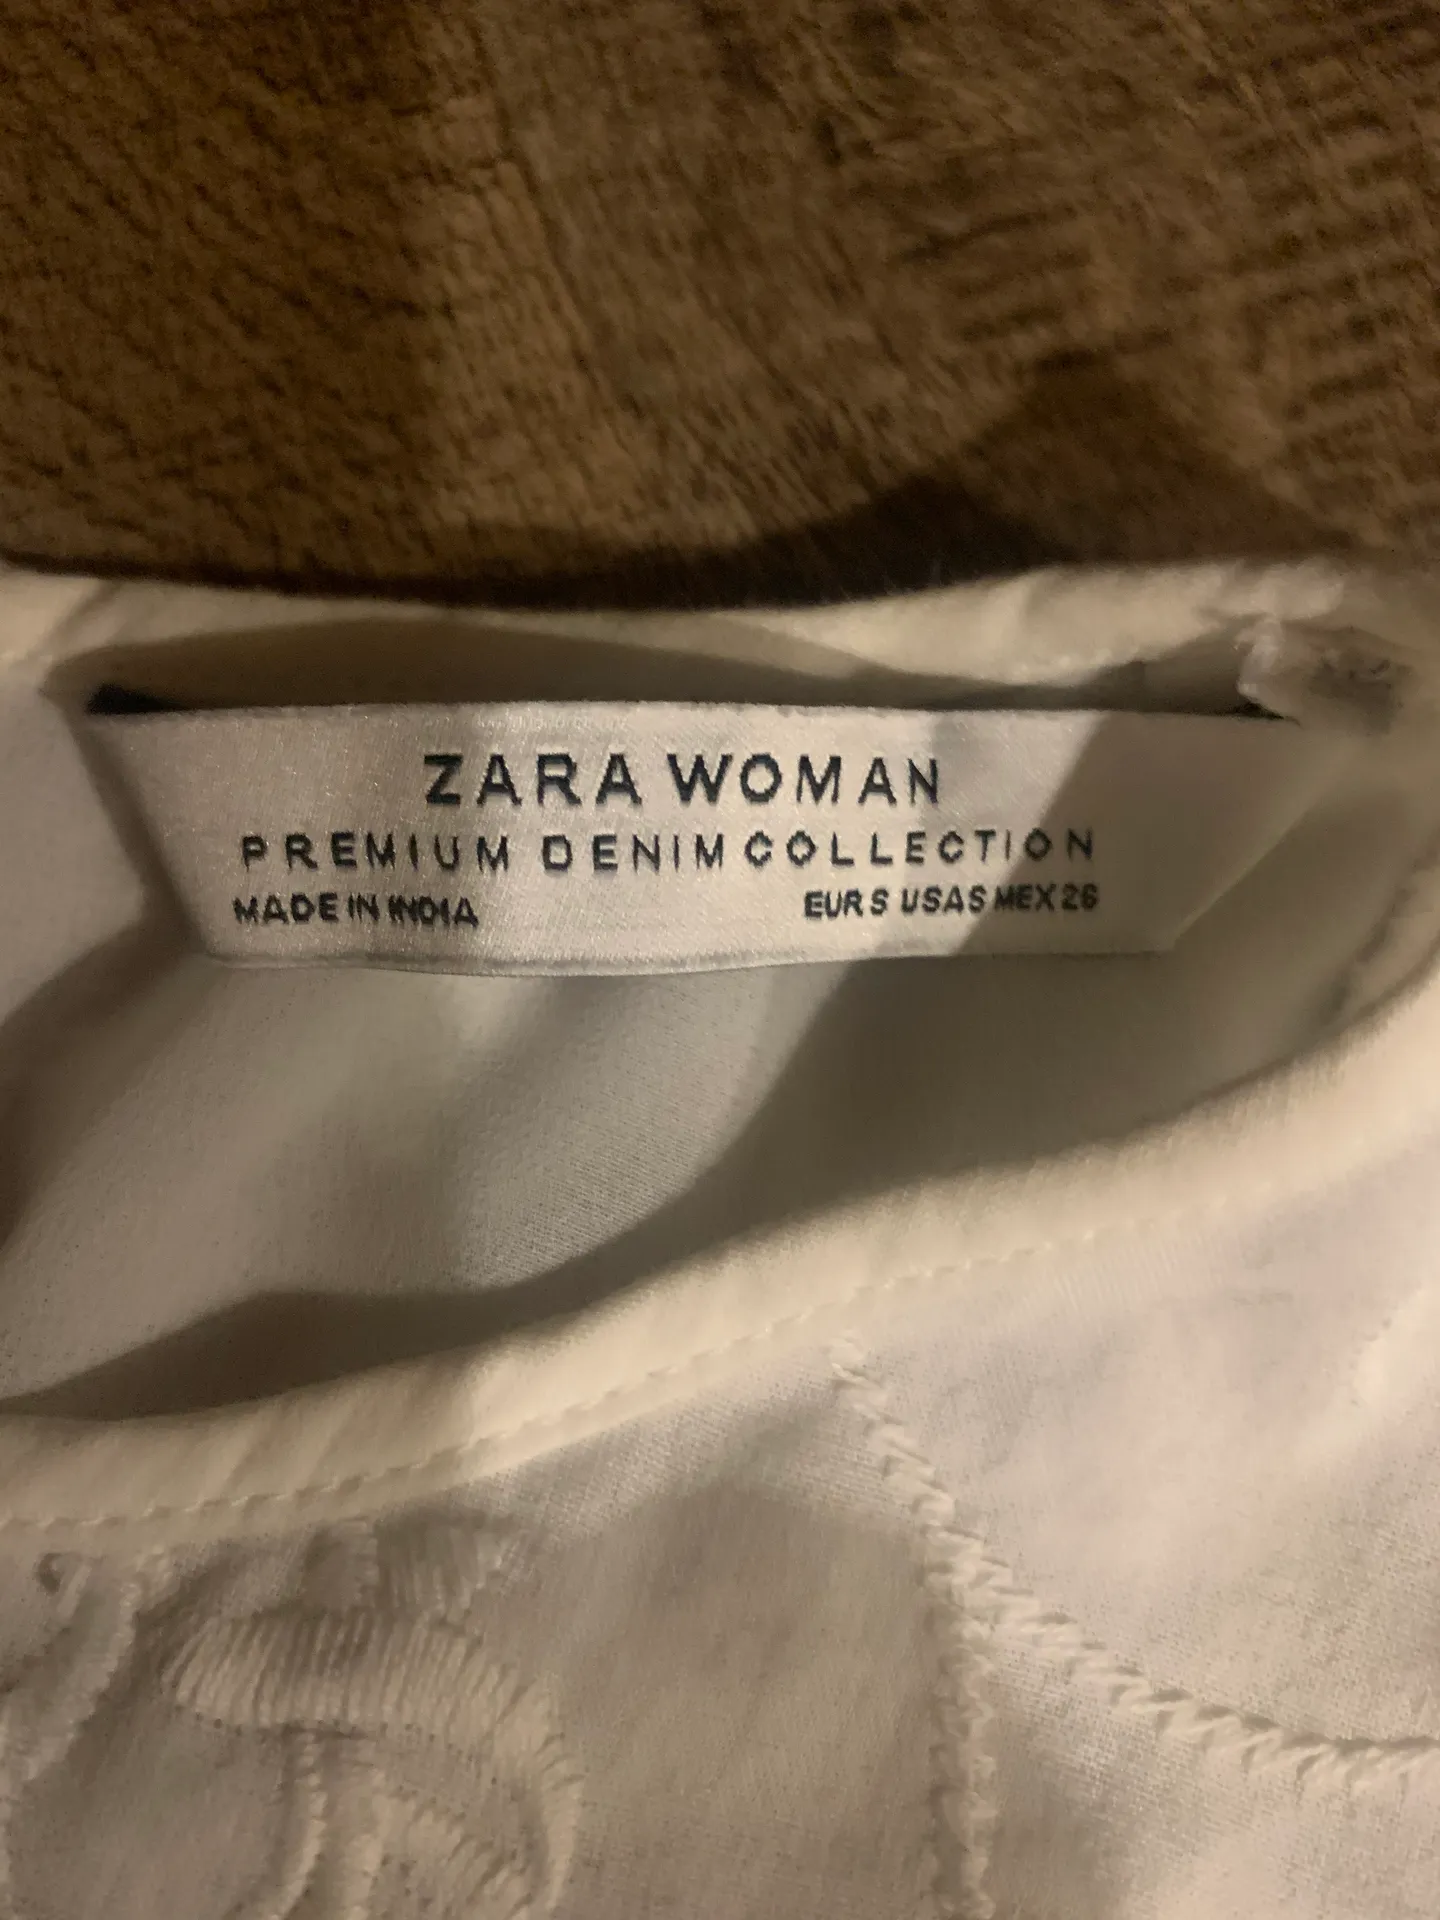 ZARA WOMAN
PREMIUM DENIM COLLECTION
MADE IN INDIA EUR S USA S MEX 26